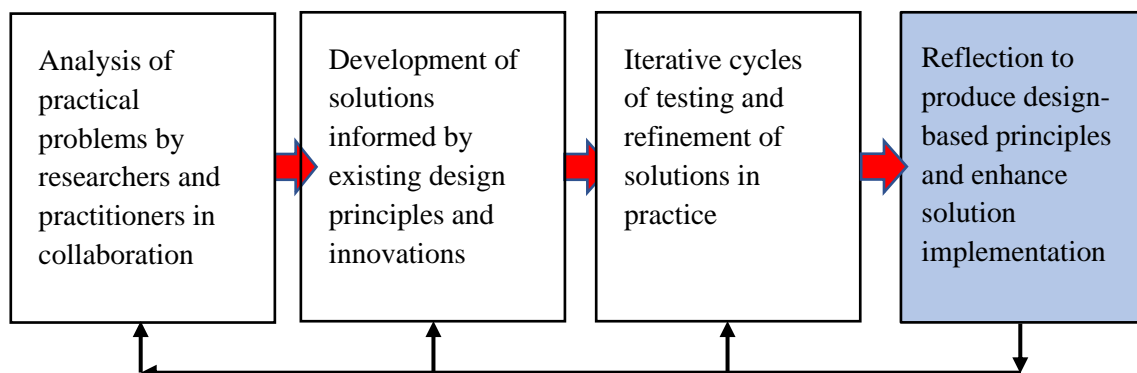 Analysis of
practical
problems by
researchers and
practitioners in
collaboration
Development of
solutions
informed by
existing design
principles and
innovations
Iterative cycles
of testing and
refinement of
solutions in
practice
Reflection to
produce design-
based principles
and enhance
solution
implementation